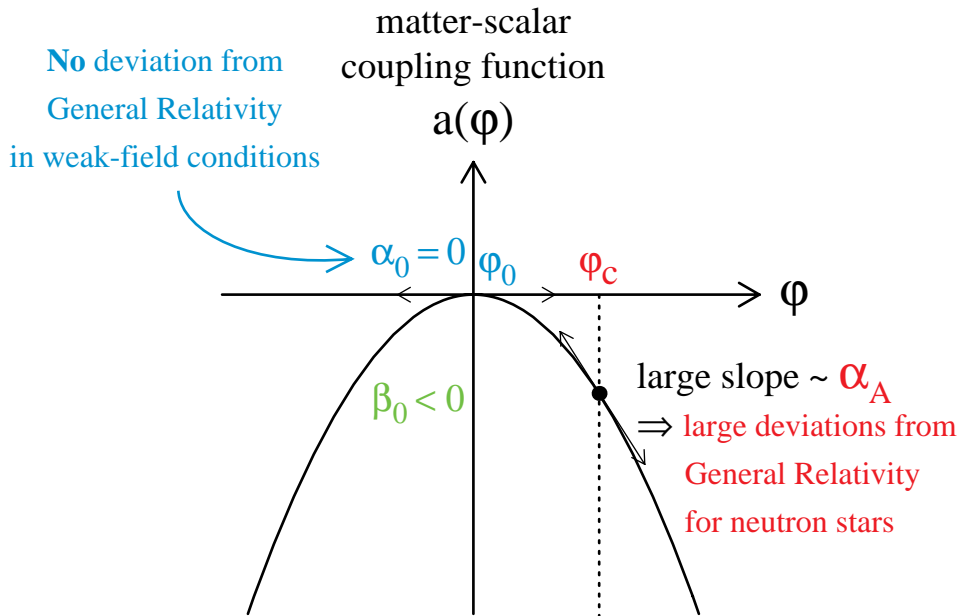 matter-scalar
coupling function
a(φ)
No deviation from
General Relativity
in weak-field conditions
α₀ = 0
φ₀
φc
φ
β₀ < 0
large slope ~ αA
⇒ large deviations from
General Relativity
for neutron stars